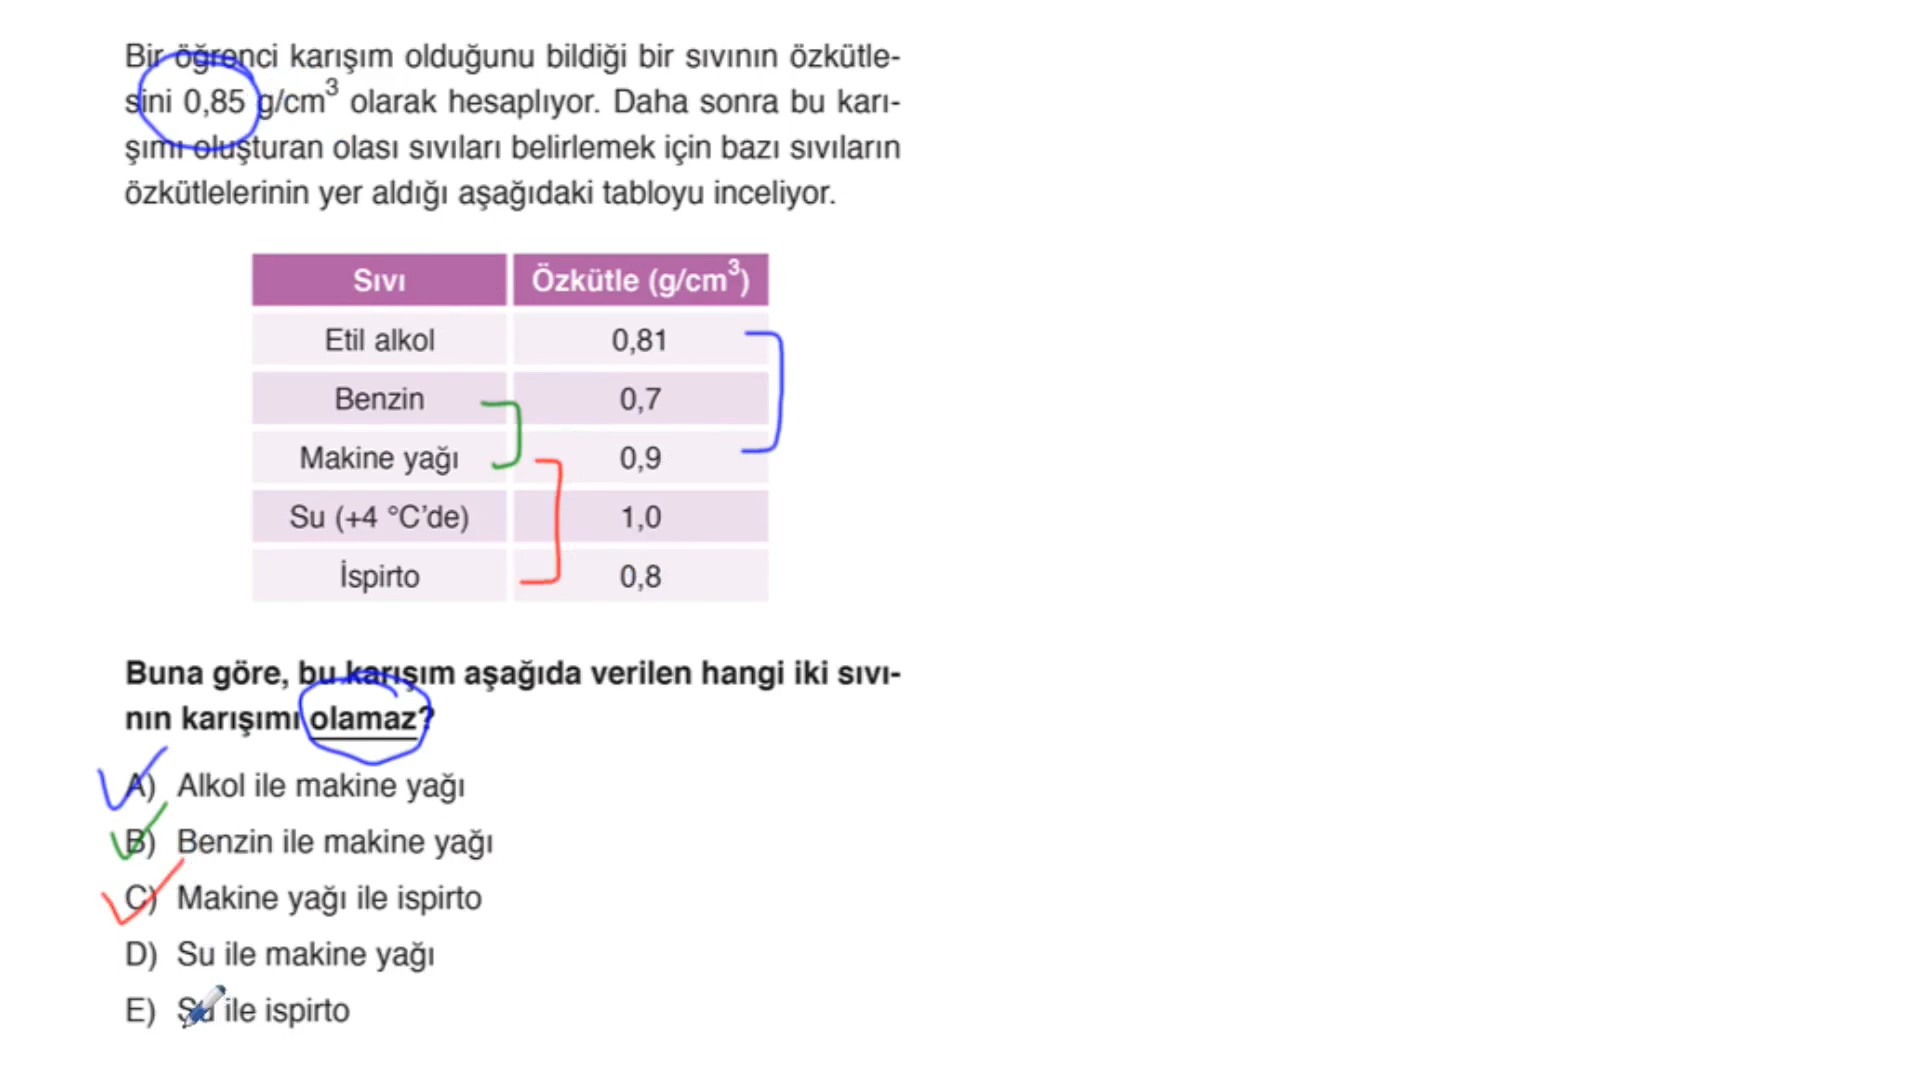 Bir öğrenci karışım olduğunu bildiği bir sıvının özkütle-
sini 0,85 g/cm³ olarak hesaplıyor. Daha sonra bu karı-
şımı oluşturan olası sıvıları belirlemek için bazı sıvıların
özkütlelerinin yer aldığı aşağıdaki tabloyu inceliyor.
Sıvı Özkütle (g/cm³)
Etil alkol 0,81
Benzin 0,7
Makine yağı 0,9
Su (+4 °C’de) 1,0
İspirto 0,8
Buna göre, bu karışım aşağıda verilen hangi iki sıvı-
nın karışımı olamaz?
A) Alkol ile makine yağı
B) Benzin ile makine yağı
C) Makine yağı ile ispirto
D) Su ile makine yağı
E) Su ile ispirto